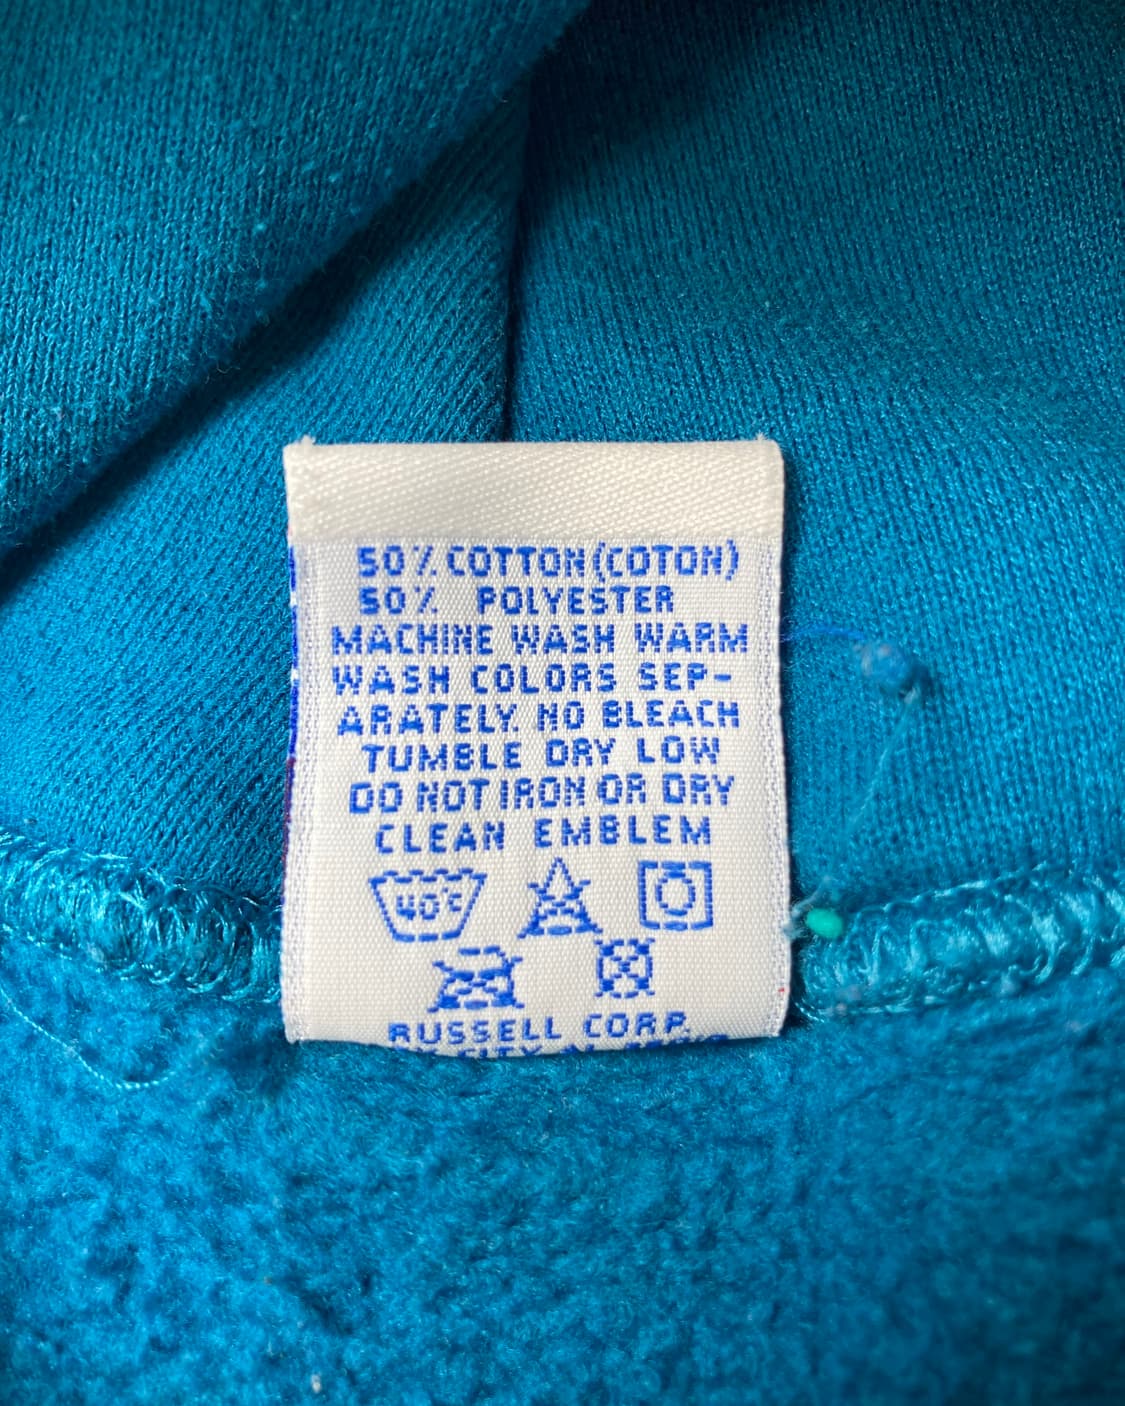 50% COTTON (COTON)
50% POLYESTER
MACHINE WASH WARM
WASH COLORS SEP-
ARATELY. NO BLEACH
TUMBLE DRY LOW
DO NOT IRON OR DRY
CLEAN EMBLEM
40°C
RUSSELL CORP.
CITY